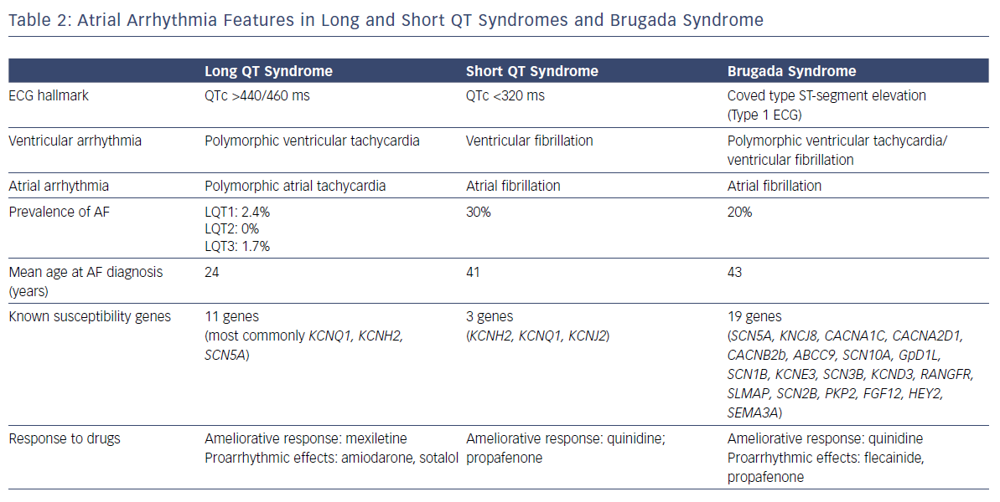 Table 2: Atrial Arrhythmia Features in Long and Short QT Syndromes and Brugada Syndrome
Long QT Syndrome Short QT Syndrome Brugada Syndrome
ECG hallmark QTc >440/460 ms QTc <320 ms Coved type ST-segment elevation
(Type 1 ECG)
Ventricular arrhythmia Polymorphic ventricular tachycardia Ventricular fibrillation Polymorphic ventricular tachycardia/
ventricular fibrillation
Atrial arrhythmia Polymorphic atrial tachycardia Atrial fibrillation Atrial fibrillation
Prevalence of AF LQT1: 2.4% 30% 20%
LQT2: 0%
LQT3: 1.7%
Mean age at AF diagnosis 24 41 43
(years)
Known susceptibility genes 11 genes 3 genes 19 genes
(most commonly KCNQ1, KCNH2, (KCNH2, KCNQ1, KCNJ2) (SCN5A, KNCJ8, CACNA1C, CACNA2D1,
SCN5A) CACNB2b, ABCC9, SCN10A, GpD1L,
SCN1B, KCNE3, SCN3B, KCND3, RANGFR,
SLMAP, SCN2B, PKP2, FGF12, HEY2,
SEMA3A)
Response to drugs Ameliorative response: mexiletine Ameliorative response: quinidine; Ameliorative response: quinidine
Proarrhythmic effects: amiodarone, sotalol propafenone Proarrhythmic effects: flecainide,
propafenone